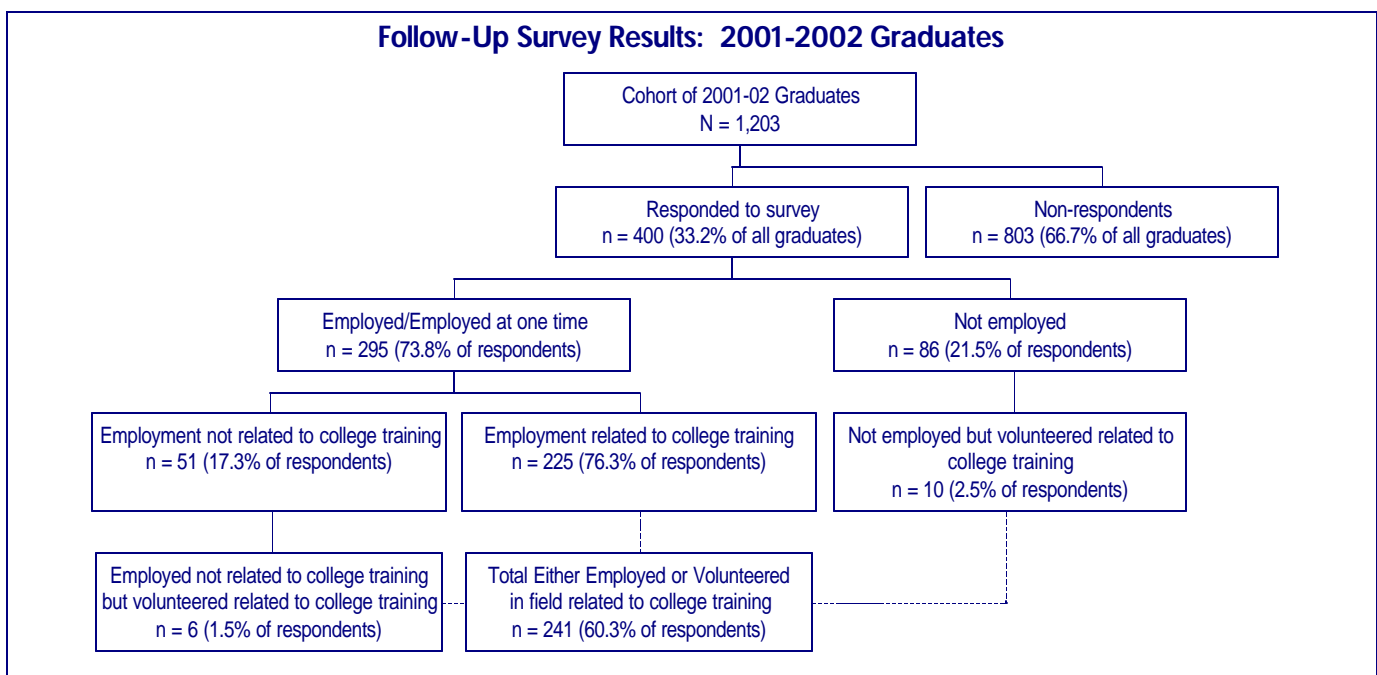 Follow-Up Survey Results: 2001-2002 Graduates
Cohort of 2001-02 Graduates
N = 1,203
Responded to survey
n = 400 (33.2% of all graduates)
Non-respondents
n = 803 (66.7% of all graduates)
Employed/Employed at one time
n = 295 (73.8% of respondents)
Not employed
n = 86 (21.5% of respondents)
Employment not related to college training
n = 51 (17.3% of respondents)
Employment related to college training
n = 225 (76.3% of respondents)
Not employed but volunteered related to
college training
n = 10 (2.5% of respondents)
Employed not related to college training
but volunteered related to college training
n = 6 (1.5% of respondents)
Total Either Employed or Volunteered
in field related to college training
n = 241 (60.3% of respondents)